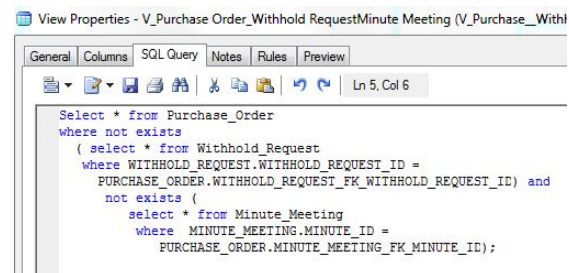 View Properties - V_Purchase Order_Withhold RequestMinute Meeting (V_Purchase__With
General Columns SQL Query Notes Rules Preview
Ln 5, Col 6
Select * from Purchase_Order
where not exists
( select * from Withhold_Request
where WITHHOLD_REQUEST.WITHHOLD_REQUEST_ID =
PURCHASE_ORDER.WITHHOLD_REQUEST_FK_WITHHOLD_REQUEST_ID) and
not exists (
select * from Minute_Meeting
where MINUTE_MEETING.MINUTE_ID =
PURCHASE_ORDER.MINUTE_MEETING_FK_MINUTE_ID);